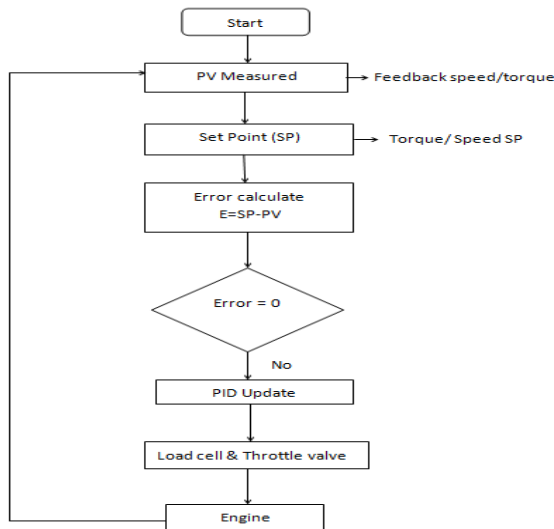 Start
PV Measured
Feedback speed/torque
Set Point (SP)
Torque/ Speed SP
Error calculate
E=SP-PV
Error = 0
No
PID Update
Load cell & Throttle valve
Engine